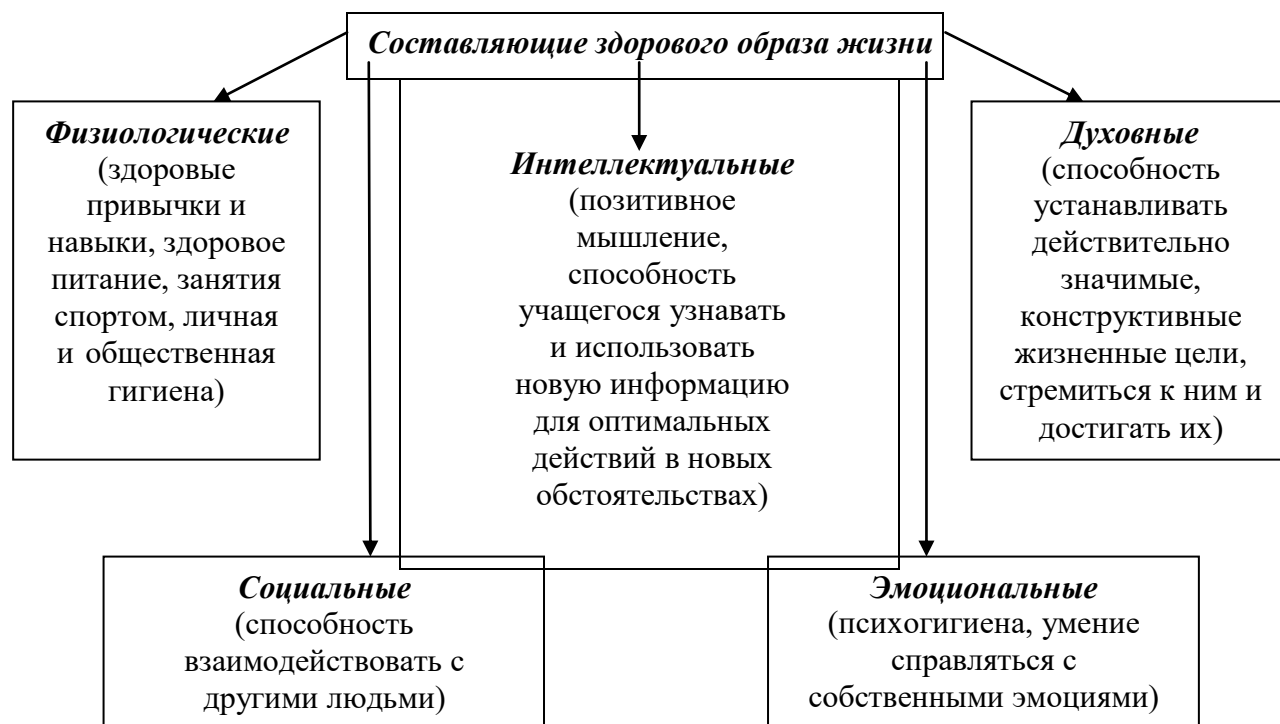 Составляющие здорового образа жизни
Физиологические
(здоровые
привычки и
навыки, здоровое
питание, занятия
спортом, личная
и общественная
гигиена)
Интеллектуальные
(позитивное
мышление,
способность
учащегося узнавать
и использовать
новую информацию
для оптимальных
действий в новых
обстоятельствах)
Духовные
(способность
устанавливать
действительно
значимые,
конструктивные
жизненные цели,
стремиться к ним и
достигать их)
Социальные
(способность
взаимодействовать с
другими людьми)
Эмоциональные
(психогигиена, умение
справляться с
собственными эмоциями)